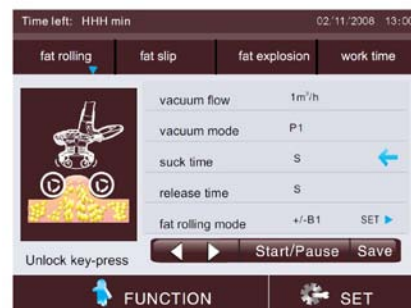 Time left: HHH min 02/11/2008 13:00
fat rolling fat slip fat explosion work time
vacuum flow 1m³/h
vacuum mode P1
suck time S
release time S
fat rolling mode +/-B1 SET
Unlock key-press Start/Pause Save
FUNCTION SET